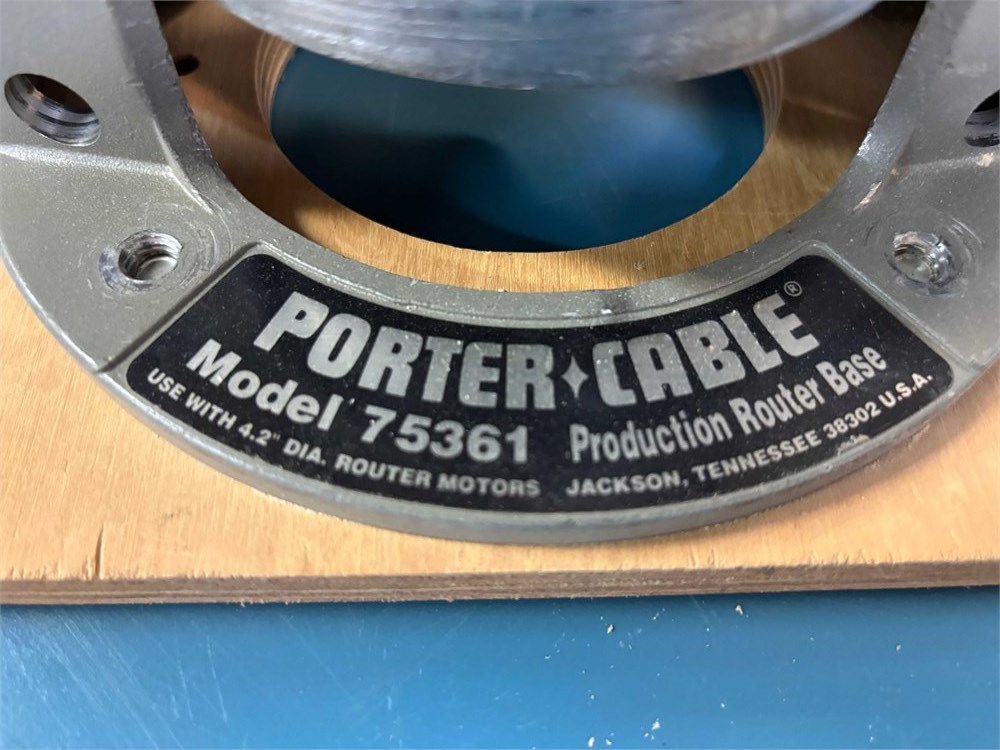 PORTER✦CABLE®
Model 75361 Production Router Base
USE WITH 4.2" DIA. ROUTER MOTORS JACKSON, TENNESSEE 38302 U.S.A.